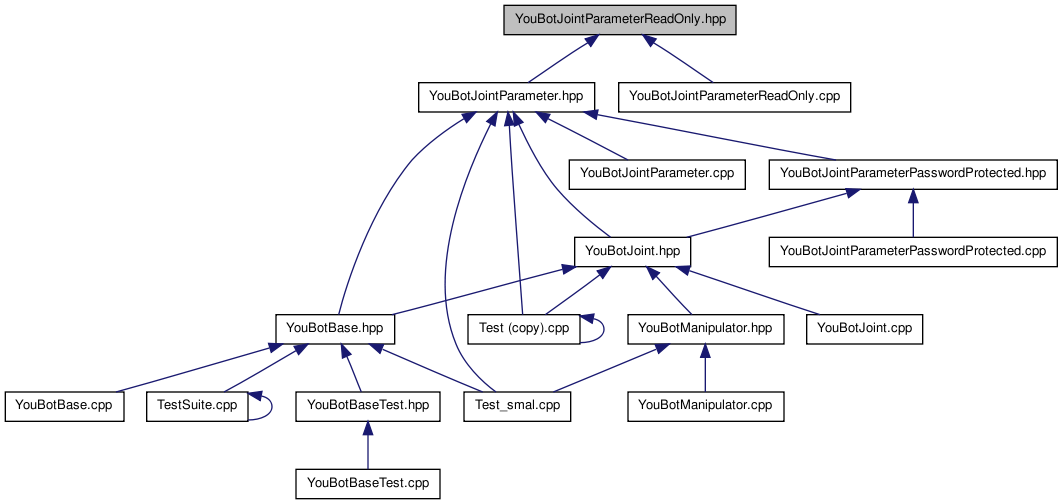 YouBotJointParameterReadOnly.hpp
YouBotJointParameter.hpp
YouBotJointParameterReadOnly.cpp
YouBotJointParameter.cpp
YouBotJointParameterPasswordProtected.hpp
YouBotJoint.hpp
YouBotJointParameterPasswordProtected.cpp
YouBotBase.hpp
Test (copy).cpp
YouBotManipulator.hpp
YouBotJoint.cpp
YouBotBase.cpp
TestSuite.cpp
YouBotBaseTest.hpp
Test_smal.cpp
YouBotManipulator.cpp
YouBotBaseTest.cpp